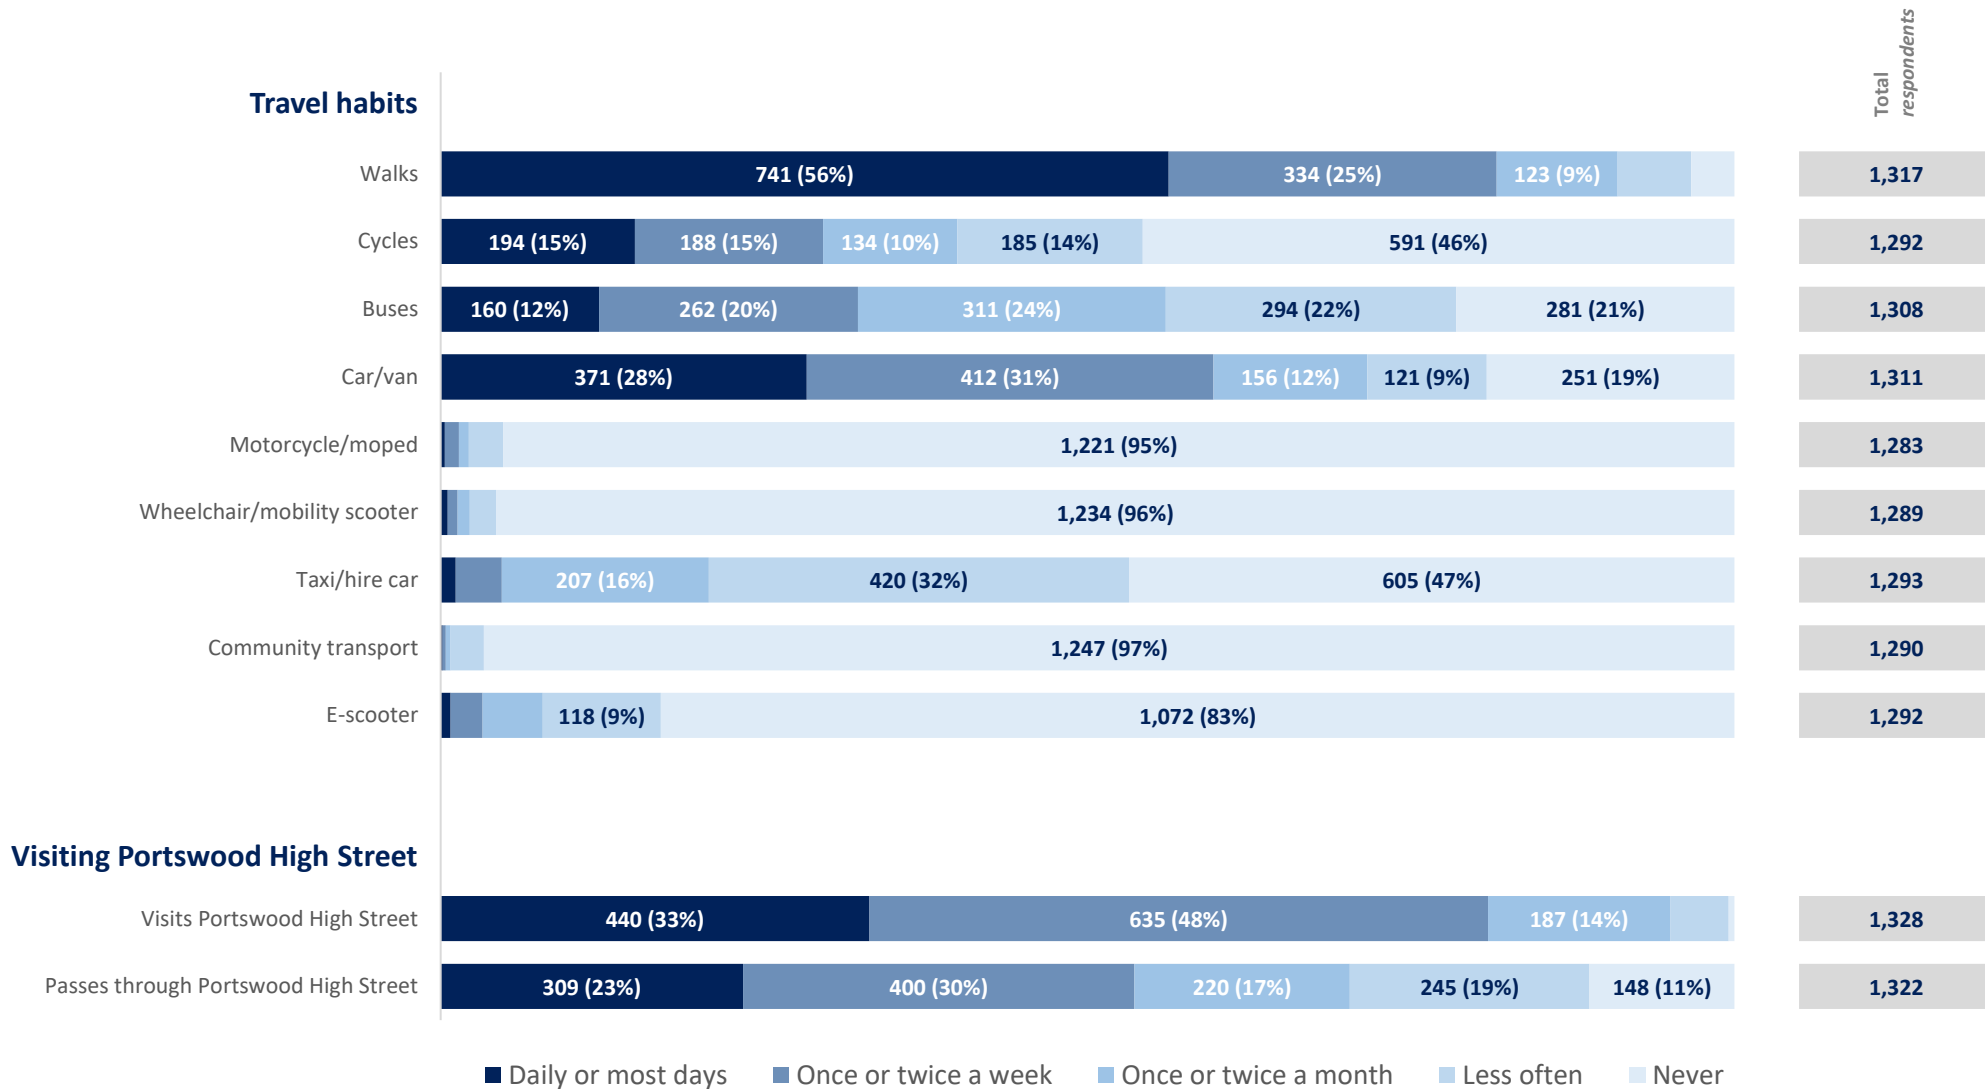 Total
respondents
Travel habits
Walks 741 (56%) 334 (25%) 123 (9%) 1,317
Cycles 194 (15%) 188 (15%) 134 (10%) 185 (14%) 591 (46%) 1,292
Buses 160 (12%) 262 (20%) 311 (24%) 294 (22%) 281 (21%) 1,308
Car/van 371 (28%) 412 (31%) 156 (12%) 121 (9%) 251 (19%) 1,311
Motorcycle/moped 1,221 (95%) 1,283
Wheelchair/mobility scooter 1,234 (96%) 1,289
Taxi/hire car 207 (16%) 420 (32%) 605 (47%) 1,293
Community transport 1,247 (97%) 1,290
E-scooter 118 (9%) 1,072 (83%) 1,292
Visiting Portswood High Street
Visits Portswood High Street 440 (33%) 635 (48%) 187 (14%) 1,328
Passes through Portswood High Street 309 (23%) 400 (30%) 220 (17%) 245 (19%) 148 (11%) 1,322
Daily or most days Once or twice a week Once or twice a month Less often Never